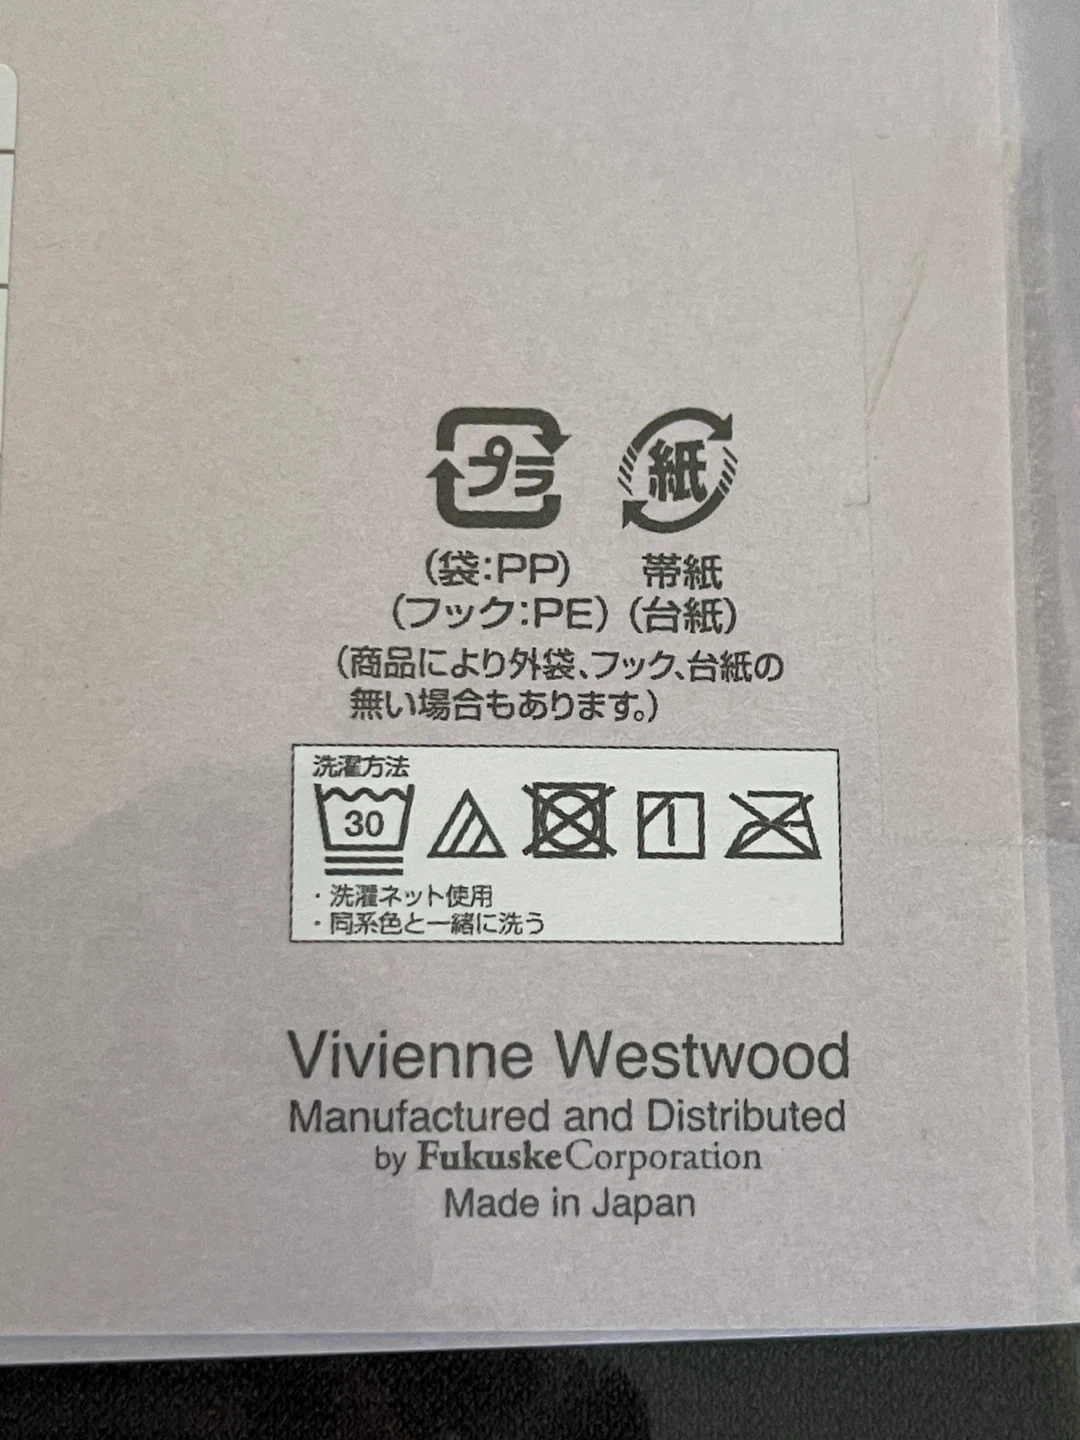 プラ 紙
(袋:PP) 帯紙
(フック:PE) (台紙)
(商品により外袋、フック、台紙の
無い場合もあります。)
洗濯方法
30
・洗濯ネット使用
・同系色と一緒に洗う
Vivienne Westwood
Manufactured and Distributed
by Fukuske Corporation
Made in Japan